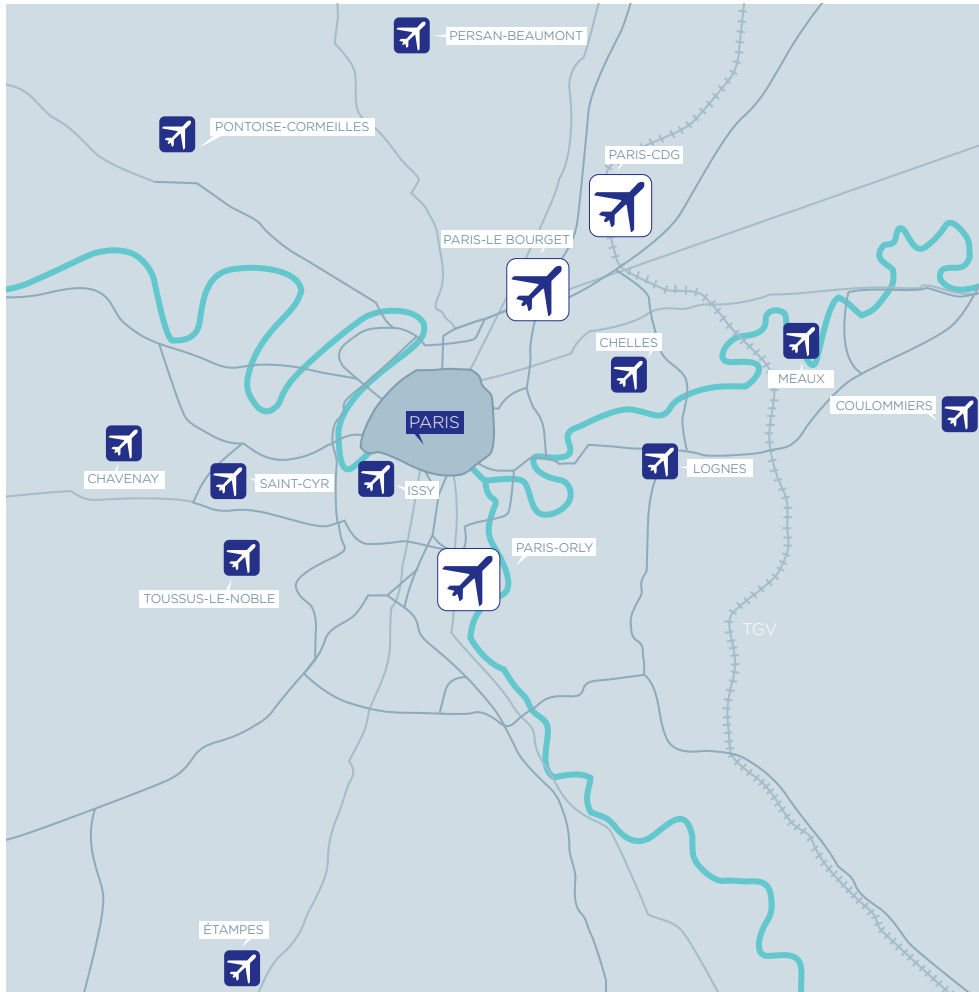 PERSAN-BEAUMONT
PONTOISE-CORMEILLES
PARIS-CDG
PARIS-LE BOURGET
CHELLES
MEAUX
COULOMMIERS
PARIS
CHAVENAY
SAINT-CYR
ISSY
LOGNES
PARIS-ORLY
TOUSSUS-LE-NOBLE
TGV
ÉTAMPES